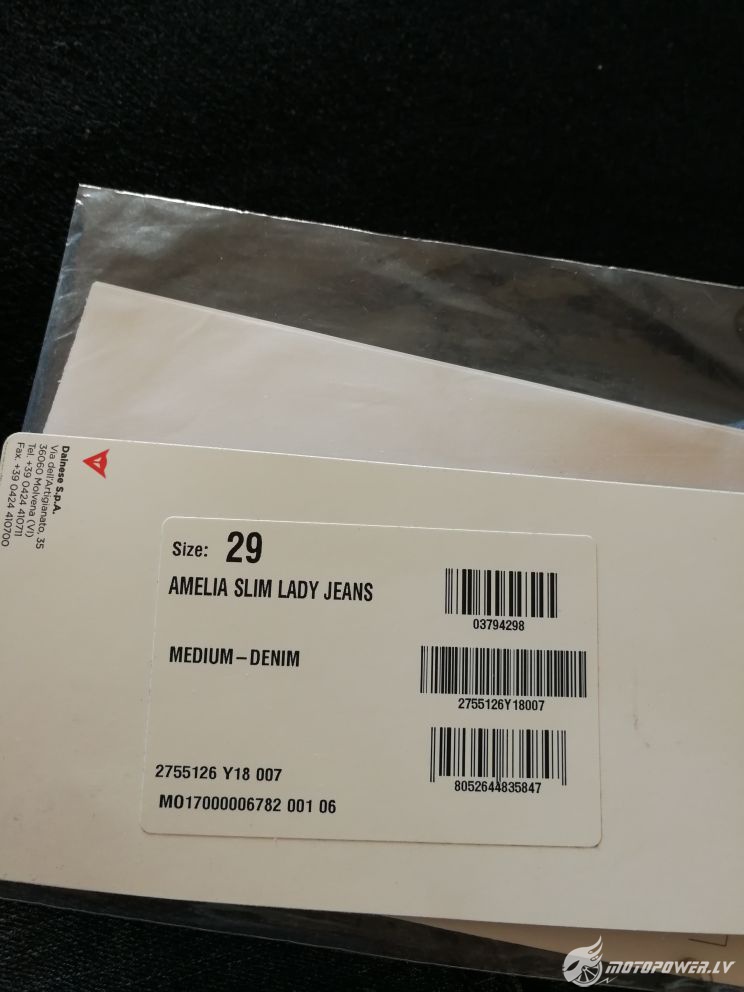 Dainese S.p.A.
Via dell'Artigianato, 35
36060 Molvena (VI)
Tel. +39 0424 410711
Fax. +39 0424 410700
Size: 29
AMELIA SLIM LADY JEANS
03794298
MEDIUM-DENIM
2755126Y18007
2755126 Y18 007
8052644835847
MO17000006782 001 06
MOTOPOWER.LV